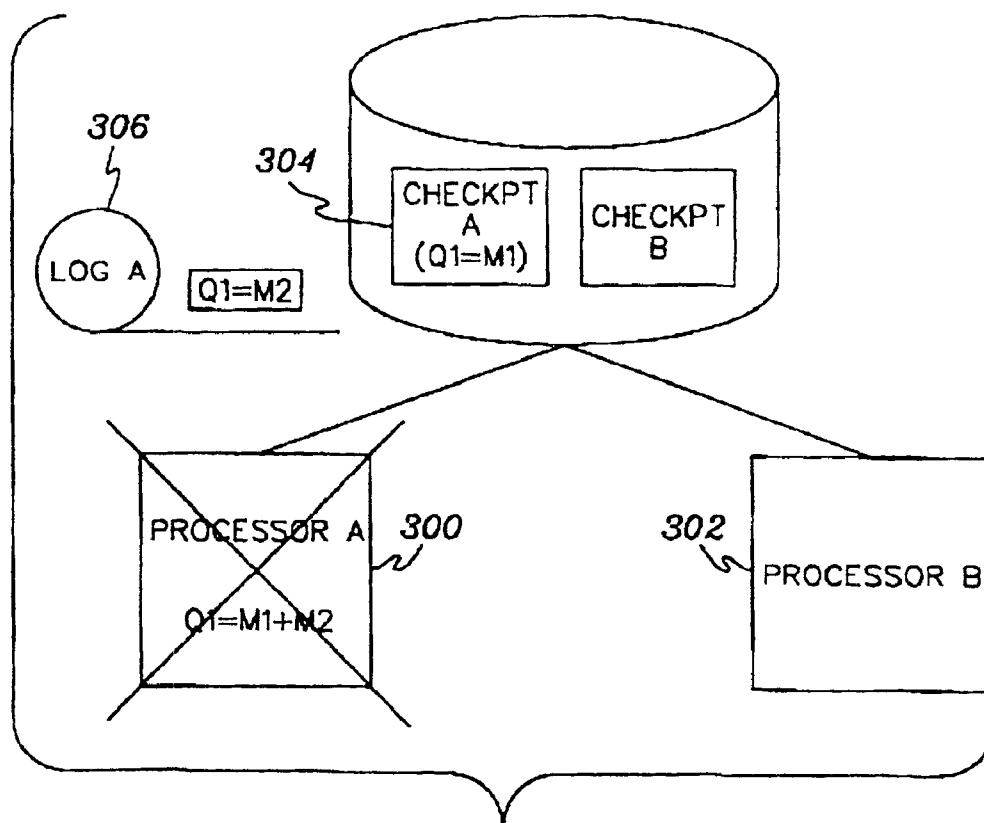 306
304
CHECKPT
A
(Q1=M1)
CHECKPT
B
LOG A
Q1=M2
PROCESSOR A
Q1=M1+M2
300
302
PROCESSOR B